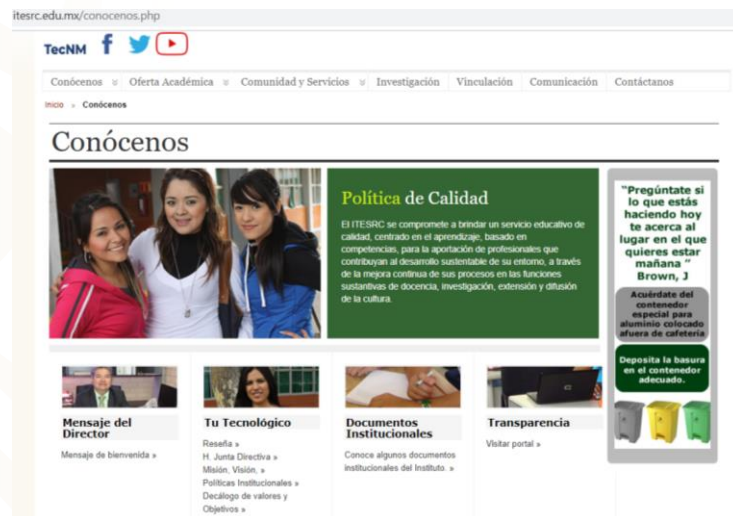 itesrc.edu.mx/conocenos.php
TecNM
Conócenos Oferta Académica Comunidad y Servicios Investigación Vinculación Comunicación Contáctanos
Inicio » Conócenos
Conócenos
Política de Calidad
El ITESRC se compromete a brindar un servicio educativo de
calidad, centrado en el aprendizaje, basado en
competencias, para la aportación de profesionales que
contribuyan al desarrollo sustentable de su entorno, a través
de la mejora continua de sus procesos en las funciones
sustantivas de docencia, investigación, extensión y difusión
de la cultura.
"Pregúntate si
lo que estás
haciendo hoy
te acerca al
lugar en el que
quieres estar
mañana "
Brown, J
Acuérdate del
contenedor
especial para
aluminio colocado
afuera de cafetería
Deposita la basura
en el contenedor
adecuado.
Mensaje del
Director
Mensaje de bienvenida »
Tu Tecnológico
Reseña »
H. Junta Directiva »
Misión, Visión, »
Políticas Institucionales »
Decálogo de valores y
Objetivos »
Documentos
Institucionales
Conoce algunos documentos
institucionales del Instituto. »
Transparencia
Visitar portal »